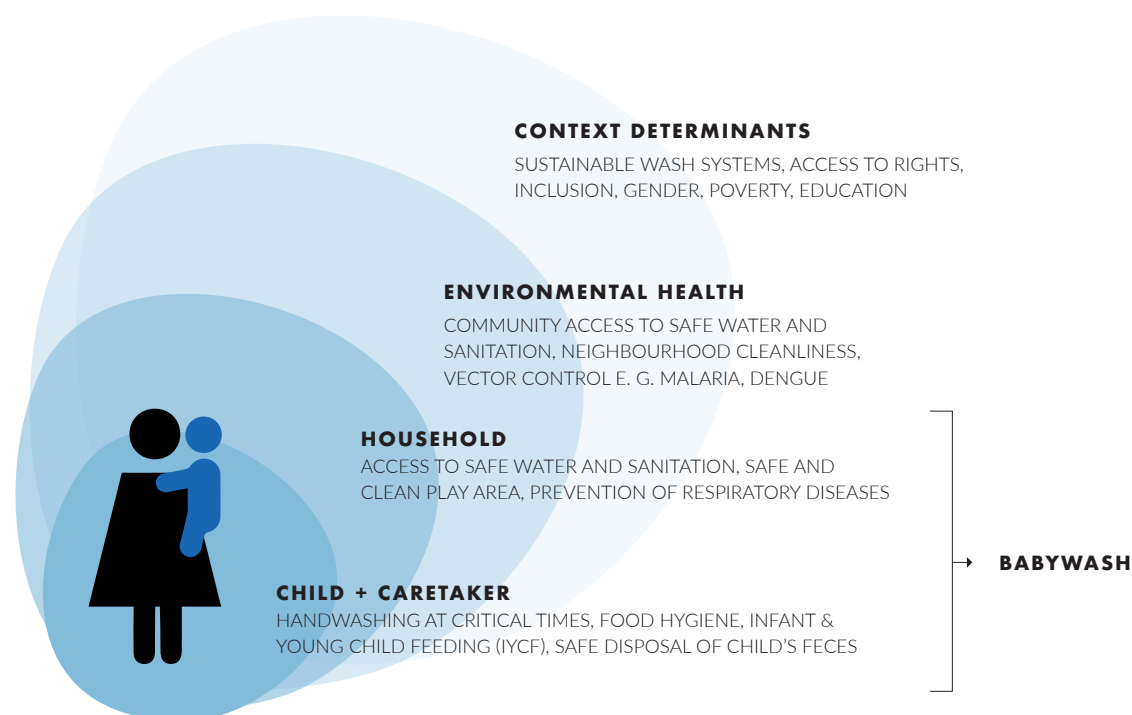 CONTEXT DETERMINANTS
SUSTAINABLE WASH SYSTEMS, ACCESS TO RIGHTS,
INCLUSION, GENDER, POVERTY, EDUCATION
ENVIRONMENTAL HEALTH
COMMUNITY ACCESS TO SAFE WATER AND
SANITATION, NEIGHBOURHOOD CLEANLINESS,
VECTOR CONTROL E. G. MALARIA, DENGUE
HOUSEHOLD
ACCESS TO SAFE WATER AND SANITATION, SAFE AND
CLEAN PLAY AREA, PREVENTION OF RESPIRATORY DISEASES
BABYWASH
CHILD + CARETAKER
HANDWASHING AT CRITICAL TIMES, FOOD HYGIENE, INFANT &
YOUNG CHILD FEEDING (IYCF), SAFE DISPOSAL OF CHILD’S FECES